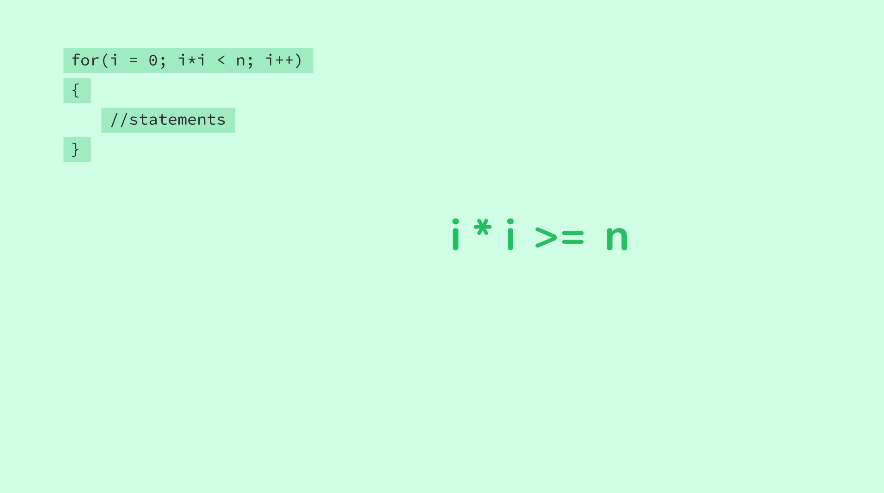 for(i = 0; i*i < n; i++)
{
//statements
}
i * i >= n